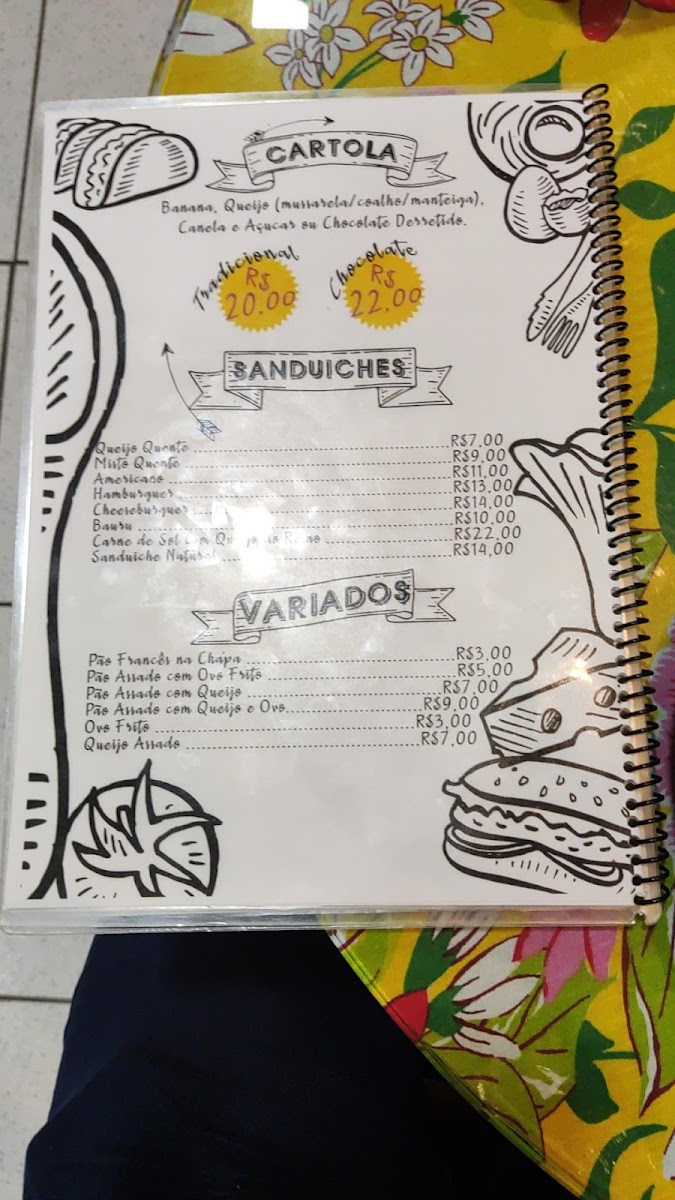 CARTOLA
Banana, Queijo (mussarela/coalho/manteiga),
Canela e Açucar ou Chocolate Derretido.
Tradicional
R$
20.00
Chocolate
R$
22.00
SANDUICHES
Queijo Quente R$7,00
Misto Quente R$9,00
Americano R$11,00
Hamburguer R$13,00
Cheeseburguer R$14,00
Bauru R$10,00
Carne de Sol com Queijo do Reino R$22,00
Sanduiche Natural R$14,00
VARIADOS
Pão Francês na Chapa R$3,00
Pão Assado com Ovo Frito R$5,00
Pão Assado com Queijo R$7,00
Pão Assado com Queijo e Ovo R$9,00
Ovo Frito R$3,00
Queijo Assado R$7,00